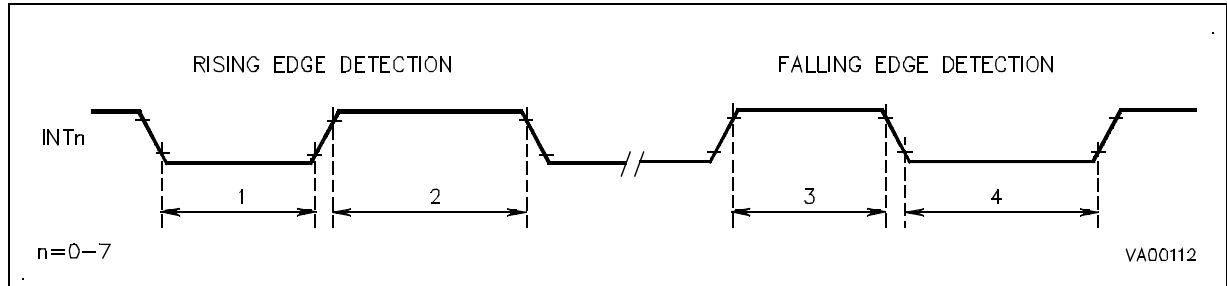 RISING EDGE DETECTION
FALLING EDGE DETECTION
INTn
1
2
3
4
n=0-7
VA00112